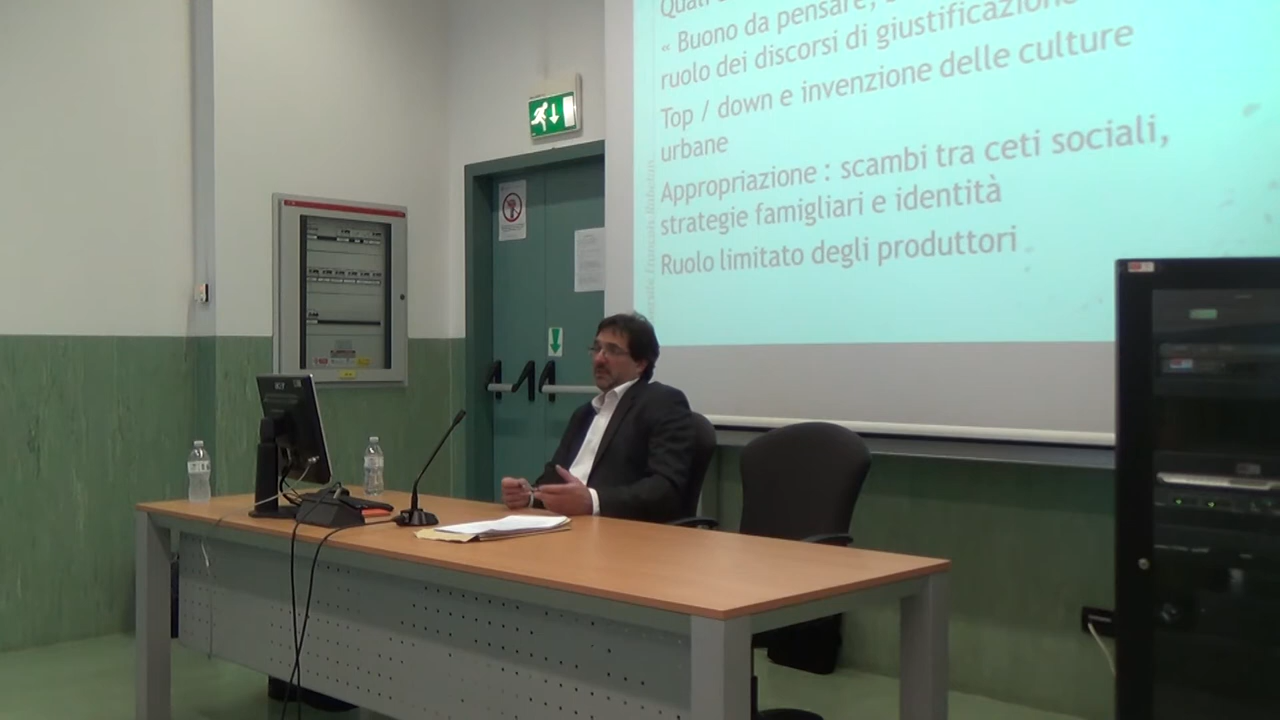 Quali
« Buono da pensare,
ruolo dei discorsi di giustificazione
Top / down e invenzione delle culture
urbane
Appropriazione : scambi tra ceti sociali,
strategie famigliari e identità
Ruolo limitato degli produttori